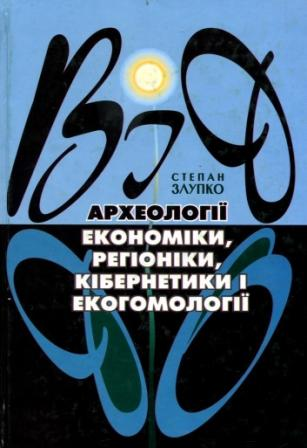 Від
СТЕПАН
ЗЛУПКО
АРХЕОЛОГІЇ
ЕКОНОМІКИ,
РЕГІОНІКИ,
КІБЕРНЕТИКИ І
ЕКОГОМОЛОГІЇ